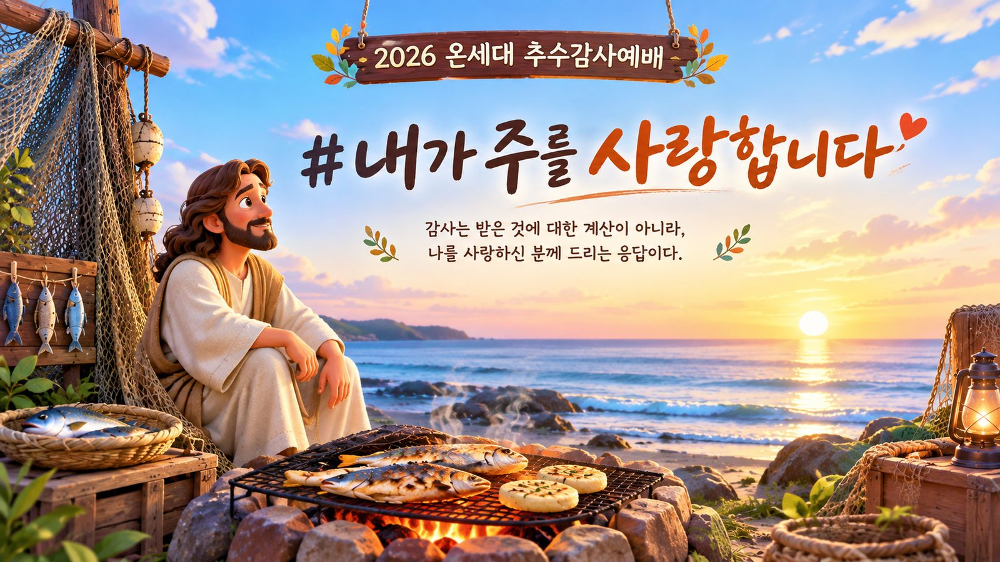 2026 온세대 추수감사예배
#내가 주를 사랑합니다
감사는 받은 것에 대한 계산이 아니라,
나를 사랑하신 분께 드리는 응답이다.